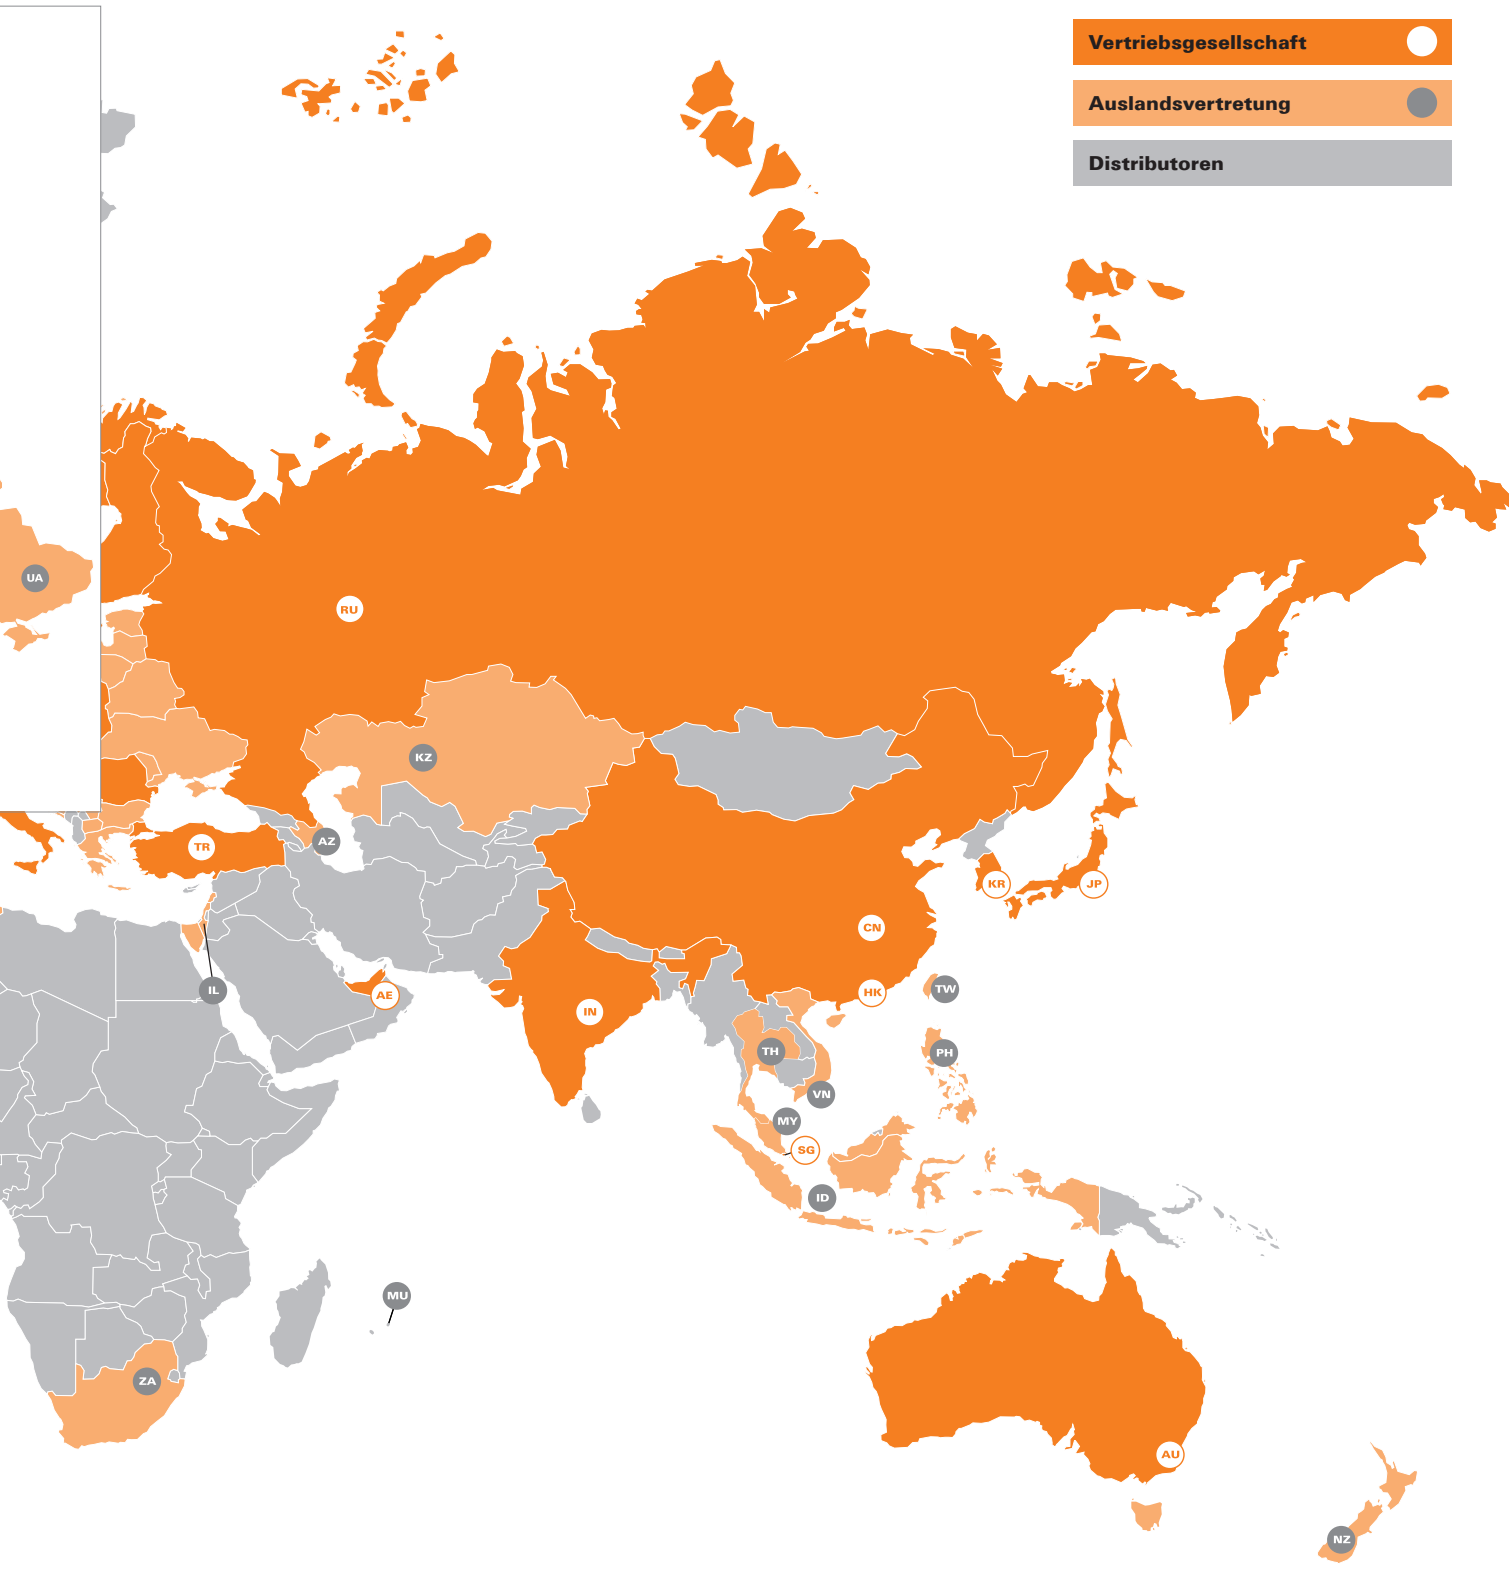 Vertriebsgesellschaft
Auslandsvertretung
Distributoren
UA
RU
KZ
TR
AZ
KR
JP
CN
IL
AE
IN
HK
TW
TH
PH
VN
MY
SG
ID
MU
ZA
AU
NZ